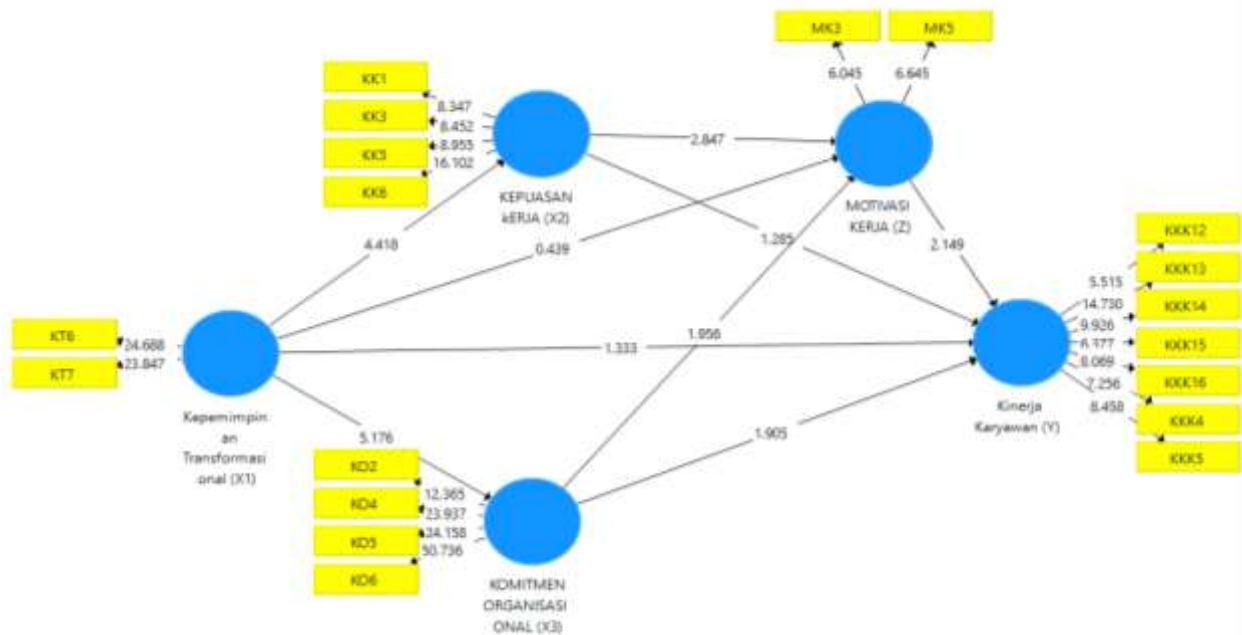 MK3
MK5
6.045
6.645
KK1
KK3
KK5
KK6
8.347
8.452
8.955
16.102
KEPUASAN
kERJA (X2)
2.847
MOTIVASI
KERJA (Z)
4.418
0.439
1.285
2.149
KT6
KT7
24.688
23.847
Kepemimpin
an
Transformasi
onal (X1)
1.333
1.956
5.176
1.905
KKK12
KKK13
KKK14
KKK15
KKK16
KKK4
KKK5
5.515
14.730
9.926
6.177
8.069
7.256
8.458
Kinerja
Karyawan (Y)
KO2
KO4
KO5
KO6
12.365
23.937
50.736
KOMITMEN
ORGANISASI
ONAL (X3)